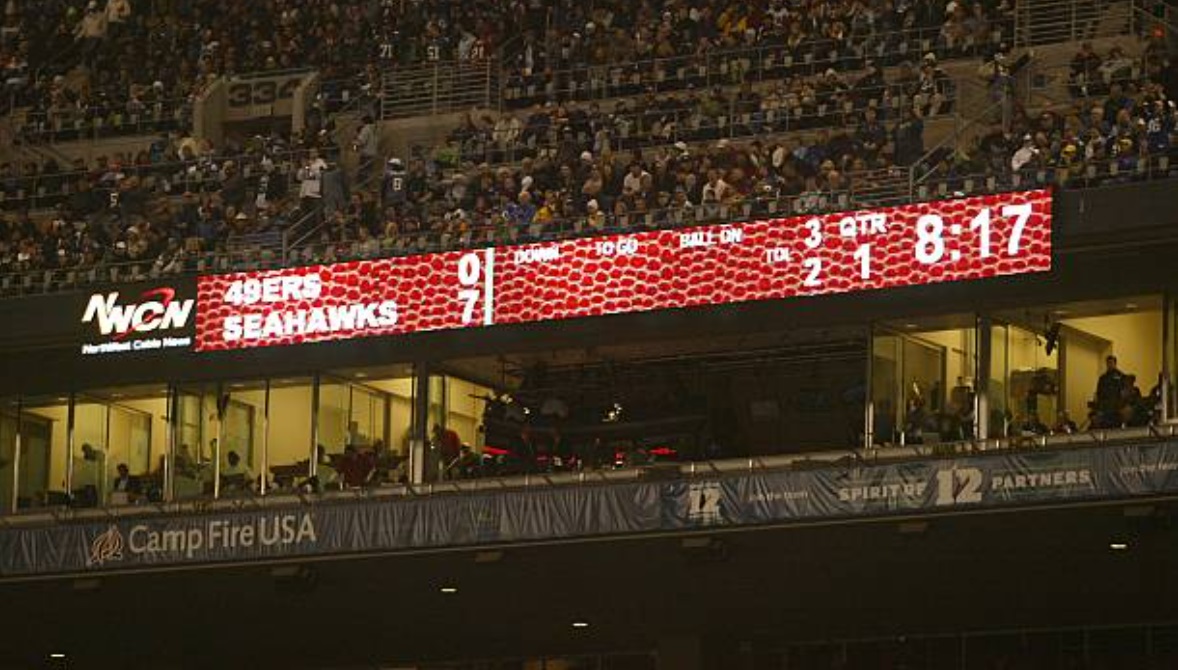 334
49ERS 0
SEAHAWKS 7
DOWN TO GO BALL ON
TOL 3 2
QTR 1
8:17
NWCN
NorthWest Cable News
Camp Fire USA
12
SPIRIT OF 12 PARTNERS